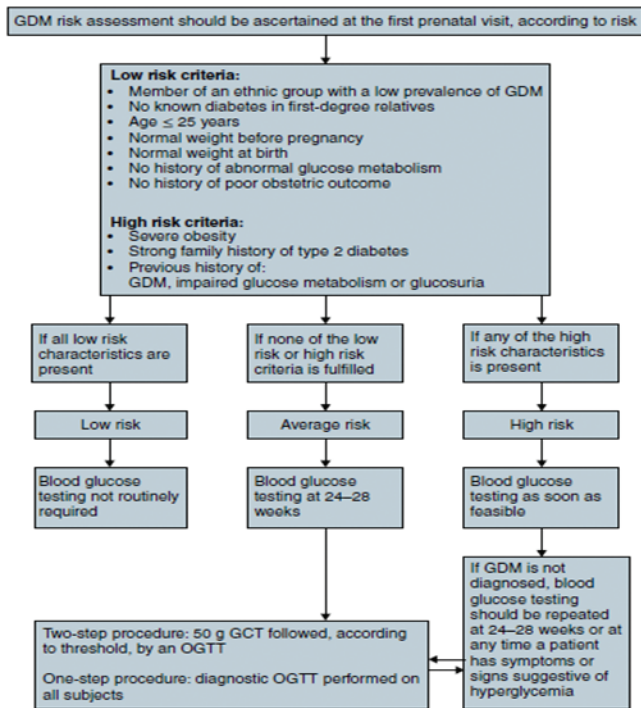 GDM risk assessment should be ascertained at the first prenatal visit, according to risk
Low risk criteria:
• Member of an ethnic group with a low prevalence of GDM
• No known diabetes in first-degree relatives
• Age ≤ 25 years
• Normal weight before pregnancy
• Normal weight at birth
• No history of abnormal glucose metabolism
• No history of poor obstetric outcome
High risk criteria:
• Severe obesity
• Strong family history of type 2 diabetes
• Previous history of:
GDM, impaired glucose metabolism or glucosuria
If all low risk
characteristics are
present
If none of the low
risk or high risk
criteria is fulfilled
If any of the high
risk characteristics
is present
Low risk
Average risk
High risk
Blood glucose
testing not routinely
required
Blood glucose
testing at 24–28
weeks
Blood glucose
testing as soon as
feasible
If GDM is not
diagnosed, blood
glucose testing
should be repeated
at 24–28 weeks or at
any time a patient
has symptoms or
signs suggestive of
hyperglycemia
Two-step procedure: 50 g GCT followed, according
to threshold, by an OGTT
One-step procedure: diagnostic OGTT performed on
all subjects